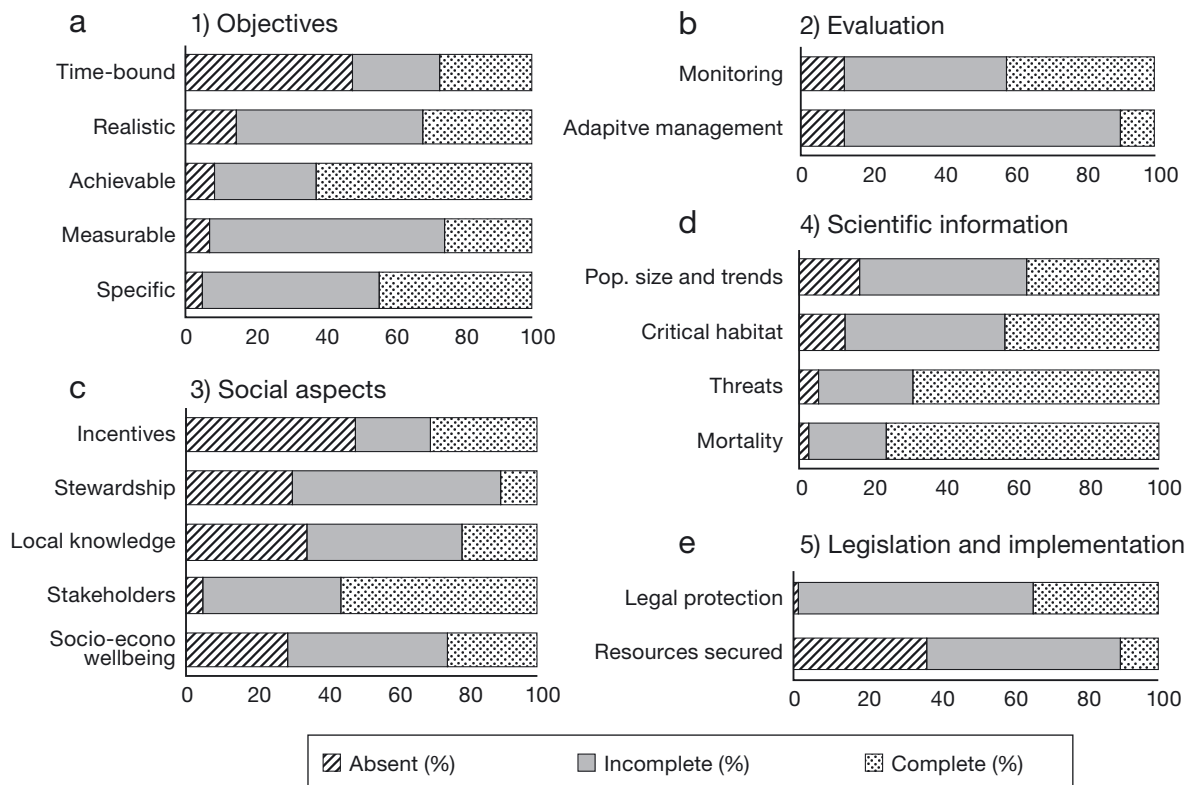 a 1) Objectives
Time-bound
Realistic
Achievable
Measurable
Specific
0 20 40 60 80 100
b 2) Evaluation
Monitoring
Adapitve management
0 20 40 60 80 100
c 3) Social aspects
Incentives
Stewardship
Local knowledge
Stakeholders
Socio-econo
wellbeing
0 20 40 60 80 100
d 4) Scientific information
Pop. size and trends
Critical habitat
Threats
Mortality
0 20 40 60 80 100
e 5) Legislation and implementation
Legal protection
Resources secured
0 20 40 60 80 100
Absent (%) Incomplete (%) Complete (%)